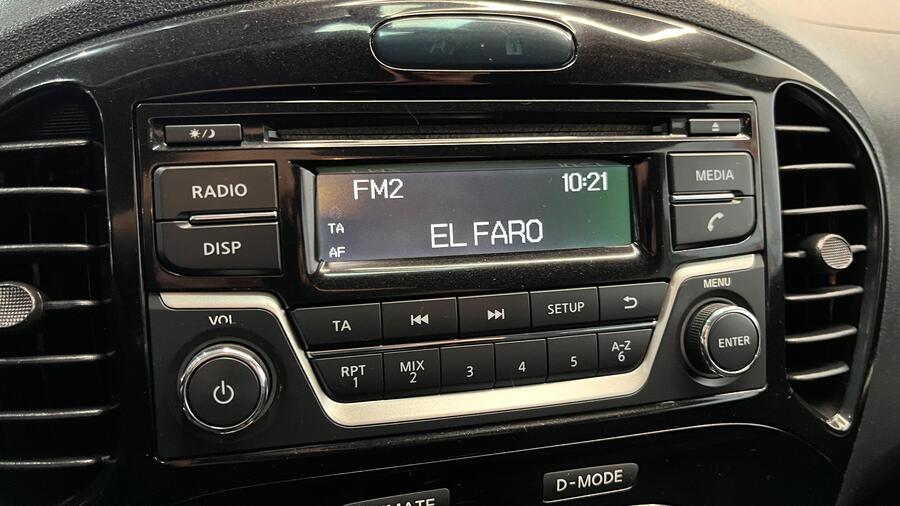 RADIO
DISP
FM2 10:21
TA
AF
EL FARO
MEDIA
VOL
MENU
TA
SETUP
RPT
1
MIX
2
3
4
5
A-Z
6
ENTER
D-MODE